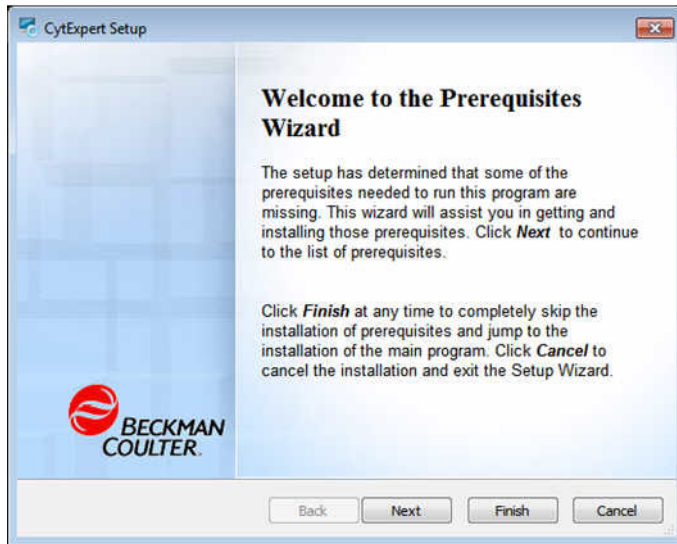 CytExpert Setup
Welcome to the Prerequisites
Wizard
The setup has determined that some of the
prerequisites needed to run this program are
missing. This wizard will assist you in getting and
installing those prerequisites. Click Next to continue
to the list of prerequisites.
Click Finish at any time to completely skip the
installation of prerequisites and jump to the
installation of the main program. Click Cancel to
cancel the installation and exit the Setup Wizard.
BECKMAN
COULTER.
Back Next Finish Cancel